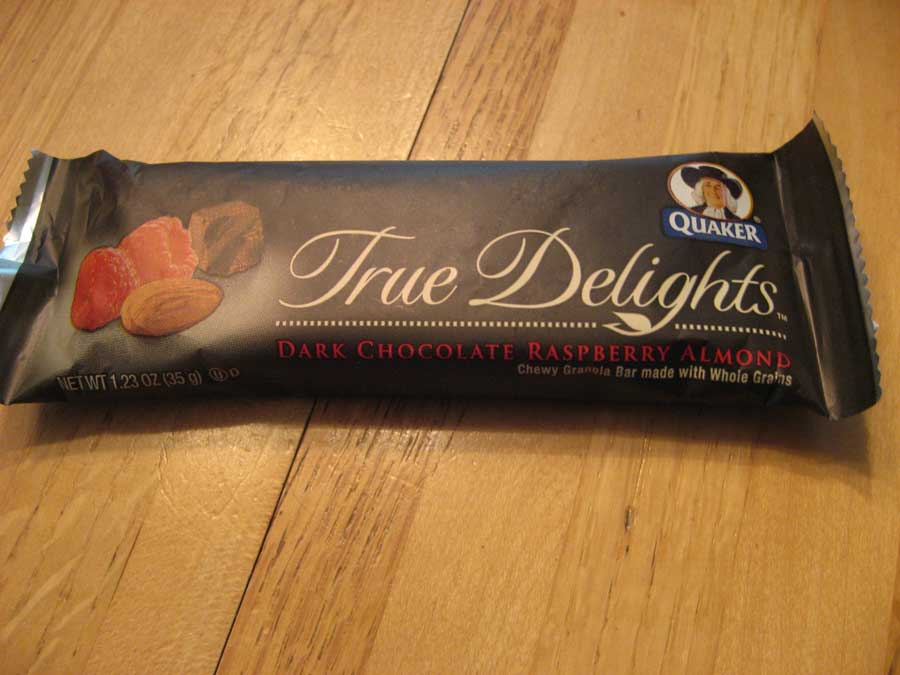 QUAKER®
True Delights™
DARK CHOCOLATE RASPBERRY ALMOND
Chewy Granola Bar made with Whole Grains
NET WT 1.23 OZ (35 g) Ⓤ D